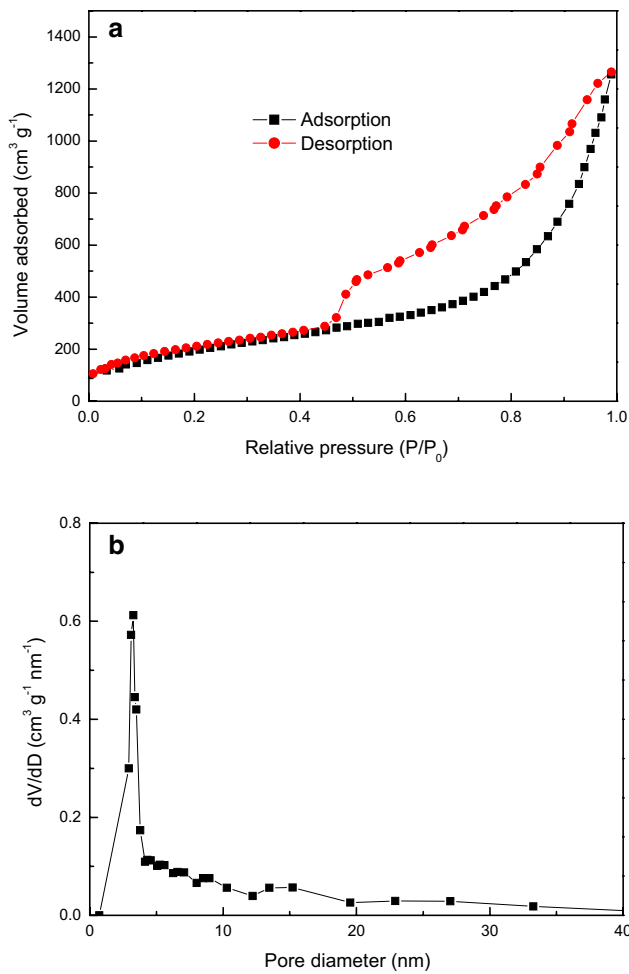 a
1400
1200
1000
800
600
400
200
0
Volume adsorbed (cm³ g⁻¹)
Adsorption
Desorption
0.0 0.2 0.4 0.6 0.8 1.0
Relative pressure (P/P₀)
b
0.8
0.6
0.4
0.2
0.0
dV/dD (cm³ g⁻¹ nm⁻¹)
0 10 20 30 40
Pore diameter (nm)